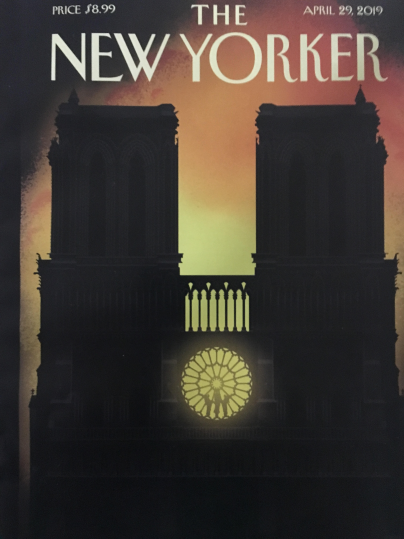 PRICE $8.99
THE
APRIL 29, 2019
NEW YORKER